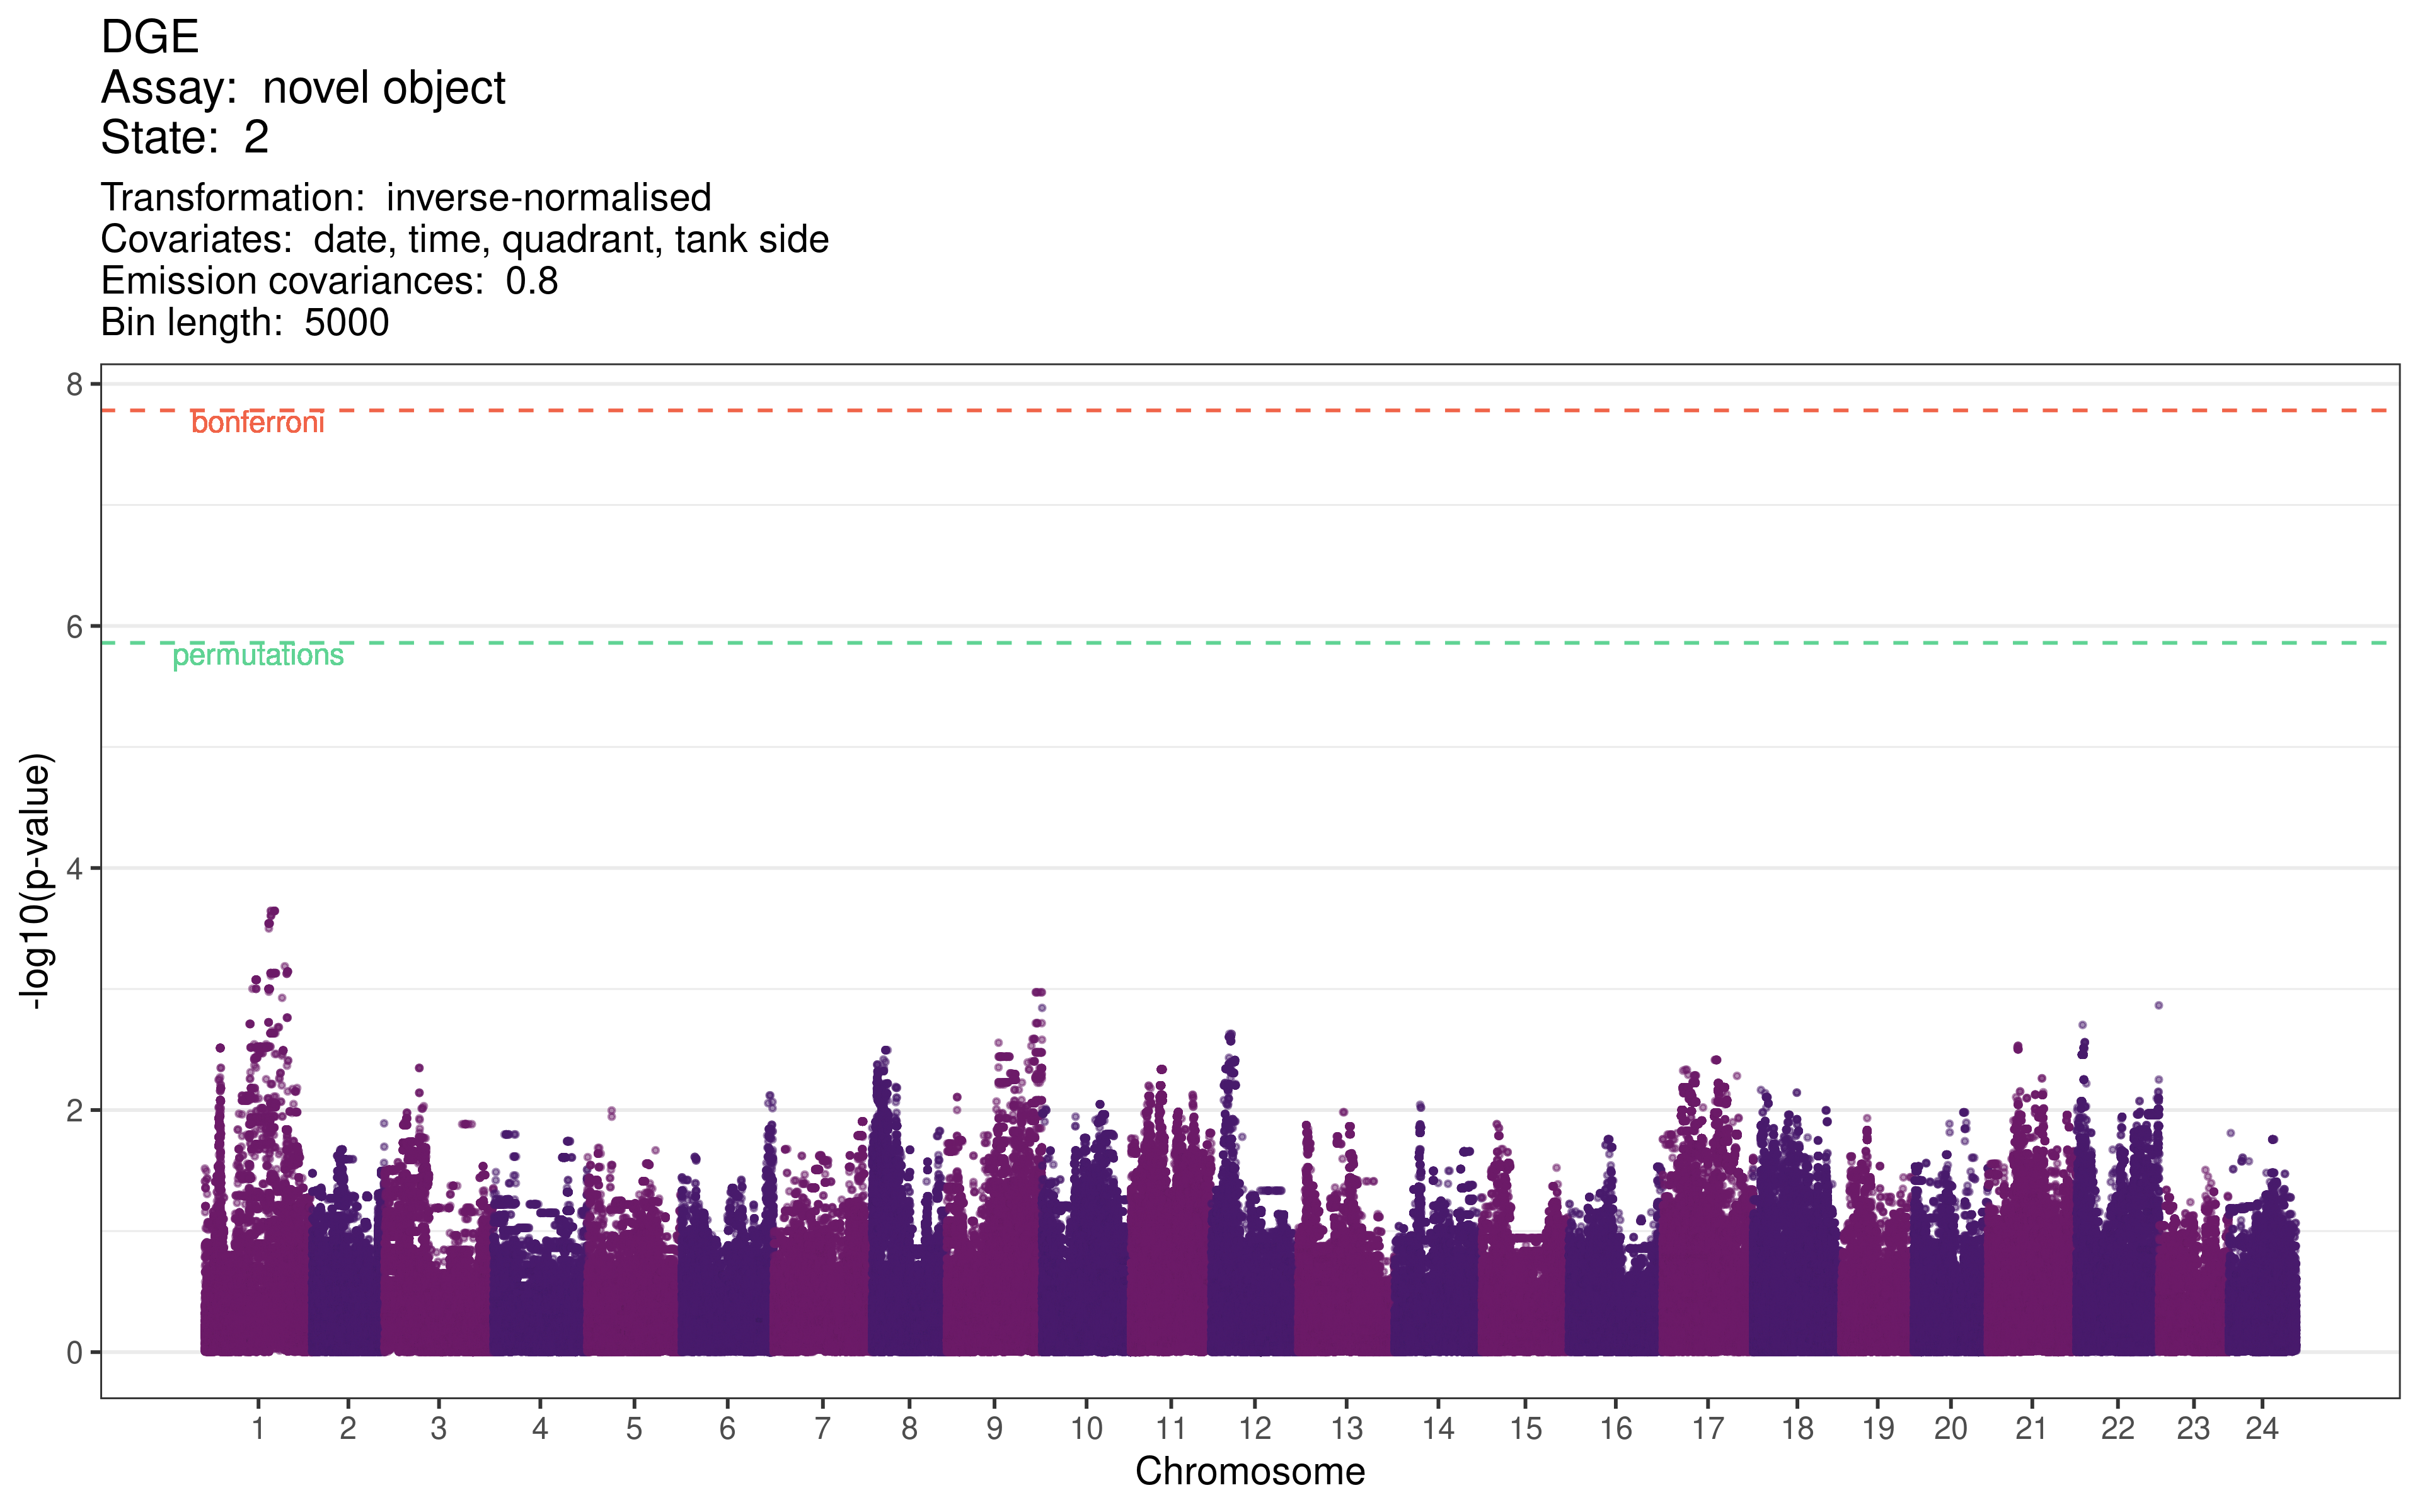 DGE
Assay: novel object
State: 2
Transformation: inverse-normalised
Covariates: date, time, quadrant, tank side
Emission covariances: 0.8
Bin length: 5000
8
bonferroni
6
permutations
4
2
0
-log10(p-value)
1 2 3 4 5 6 7 8 9 10 11 12 13 14 15 16 17 18 19 20 21 22 23 24
Chromosome